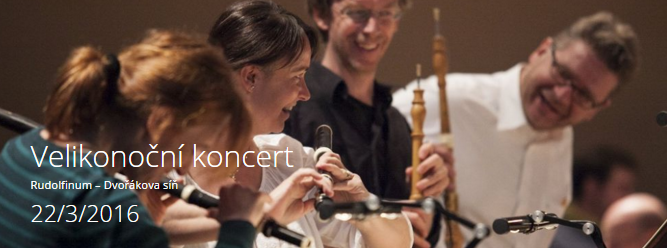 Velikonoční koncert
Rudolfinum – Dvořákova síň
22/3/2016